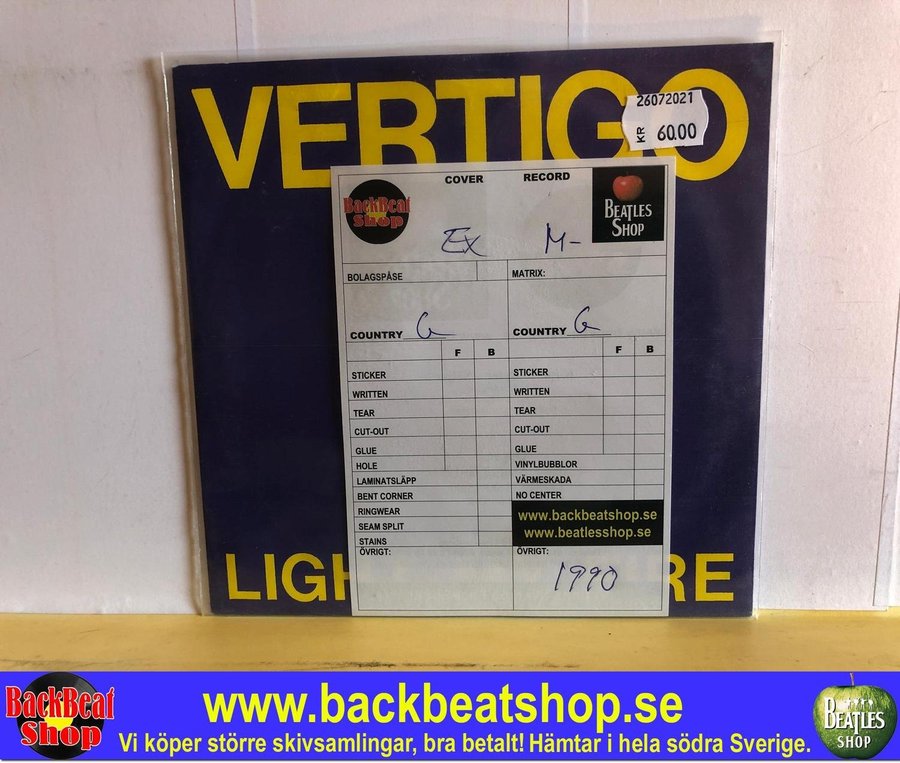 VERTIGO
26072021
KR 60.00
COVER RECORD
BackBeat
Shop
BEATLES
SHOP
EX M-
BOLAGSPÅSE MATRIX:
COUNTRY G COUNTRY G
F B F B
STICKER STICKER
WRITTEN WRITTEN
TEAR TEAR
CUT-OUT CUT-OUT
GLUE GLUE
HOLE VINYLBUBBLOR
LAMINATSLÄPP VÄRMESKADA
BENT CORNER NO CENTER
RINGWEAR www.backbeatshop.se
SEAM SPLIT www.beatlesshop.se
STAINS
ÖVRIGT: ÖVRIGT:
1990
LIGH RE
BackBeat
Shop
www.backbeatshop.se
Vi köper större skivsamlingar, bra betalt! Hämtar i hela södra Sverige.
BEATLES
SHOP